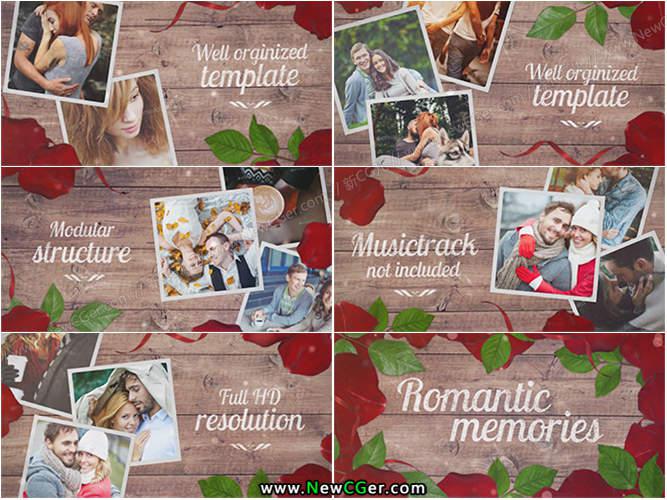 Well orginized
template
Well orginized
template
Modular
structure
Musictrack
not included
Full HD
resolution
Romantic
memories
www.NewCGer.com